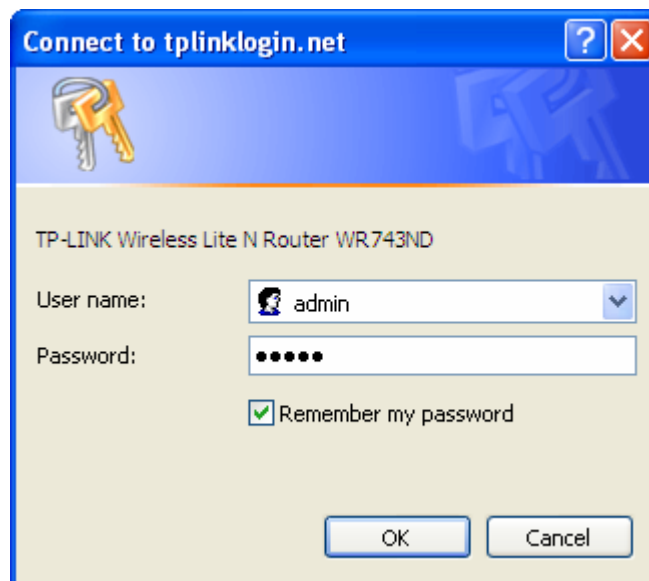 Connect to tplinklogin.net
TP-LINK Wireless Lite N Router WR743ND
User name: admin
Password: •••••
Remember my password
OK Cancel